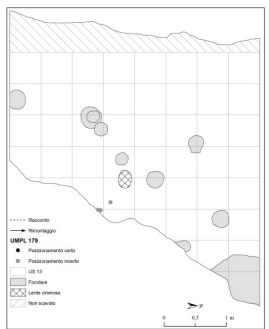 Raccordo
Rimontaggio
UMPL 179
Posizionamento certo
Posizionamento incerto
US 13
Focolare
Lente cinerosa
Non scavato
z
0 0,5 1 m